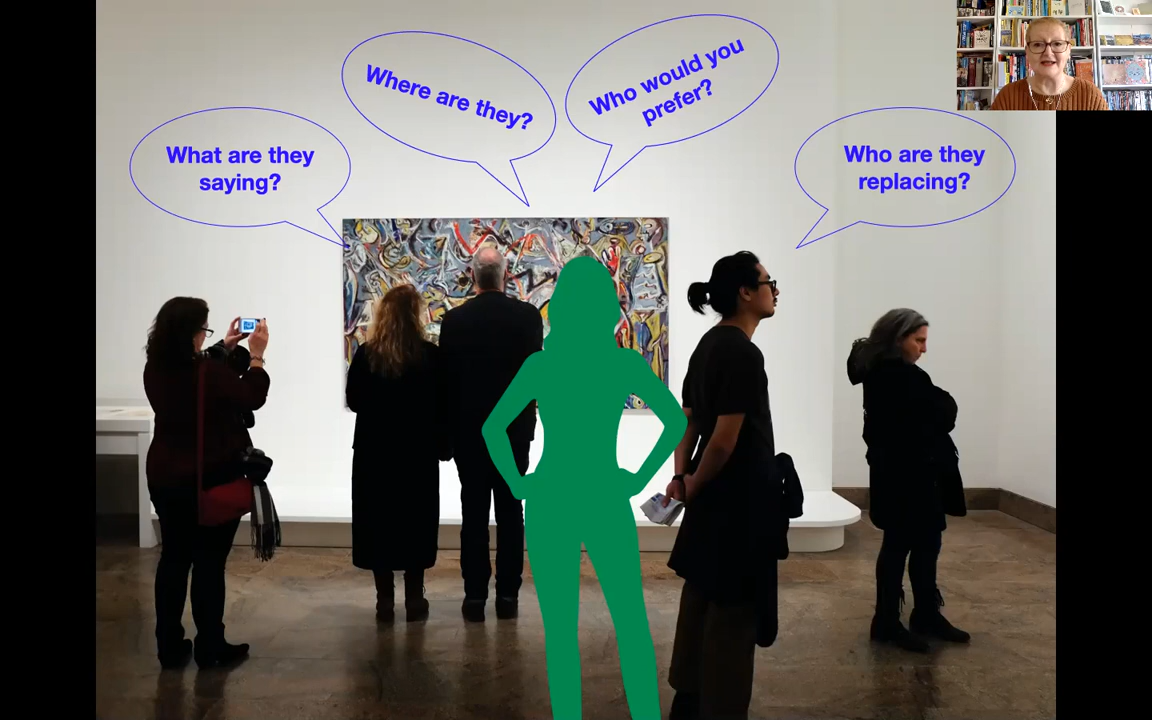 What are they
saying?
Where are they?
Who would you
prefer?
Who are they
replacing?